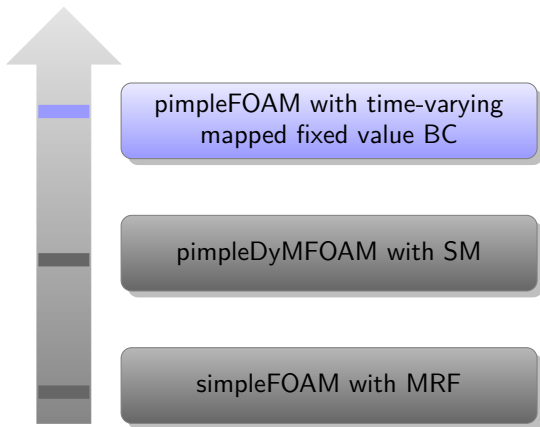 pimpleFOAM with time-varying
mapped fixed value BC
pimpleDyMFOAM with SM
simpleFOAM with MRF